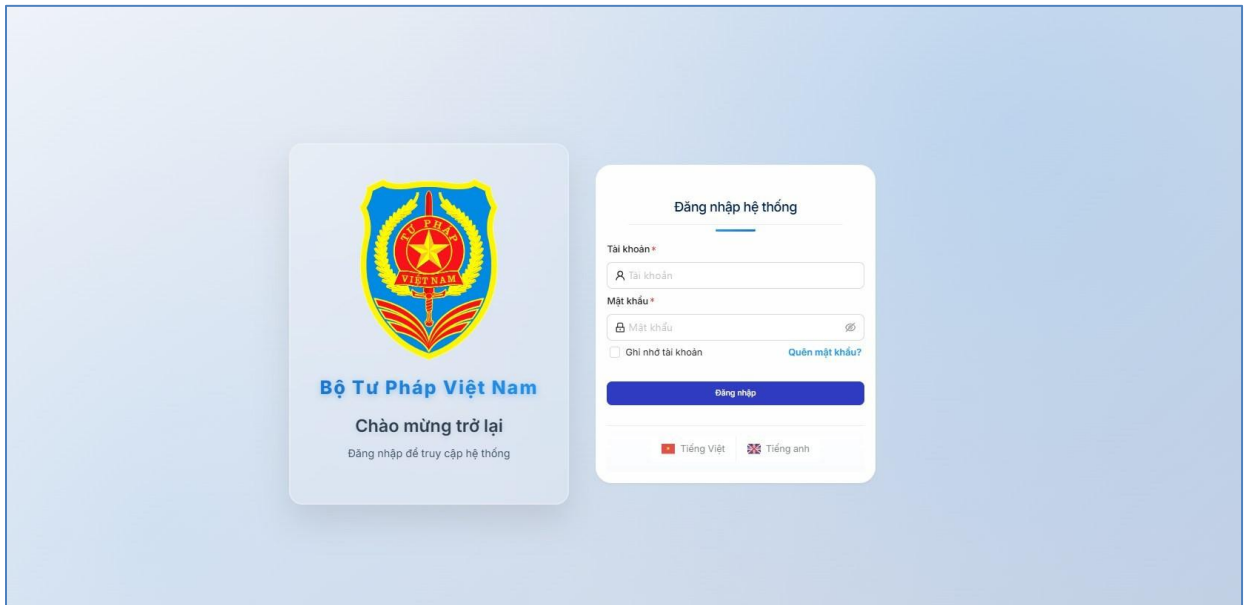 TƯ PHÁP
VIỆT NAM
Bộ Tư Pháp Việt Nam
Chào mừng trở lại
Đăng nhập để truy cập hệ thống
Đăng nhập hệ thống
Tài khoản *
Tài khoản
Mật khẩu *
Mật khẩu
Ghi nhớ tài khoản Quên mật khẩu?
Đăng nhập
Tiếng Việt Tiếng anh